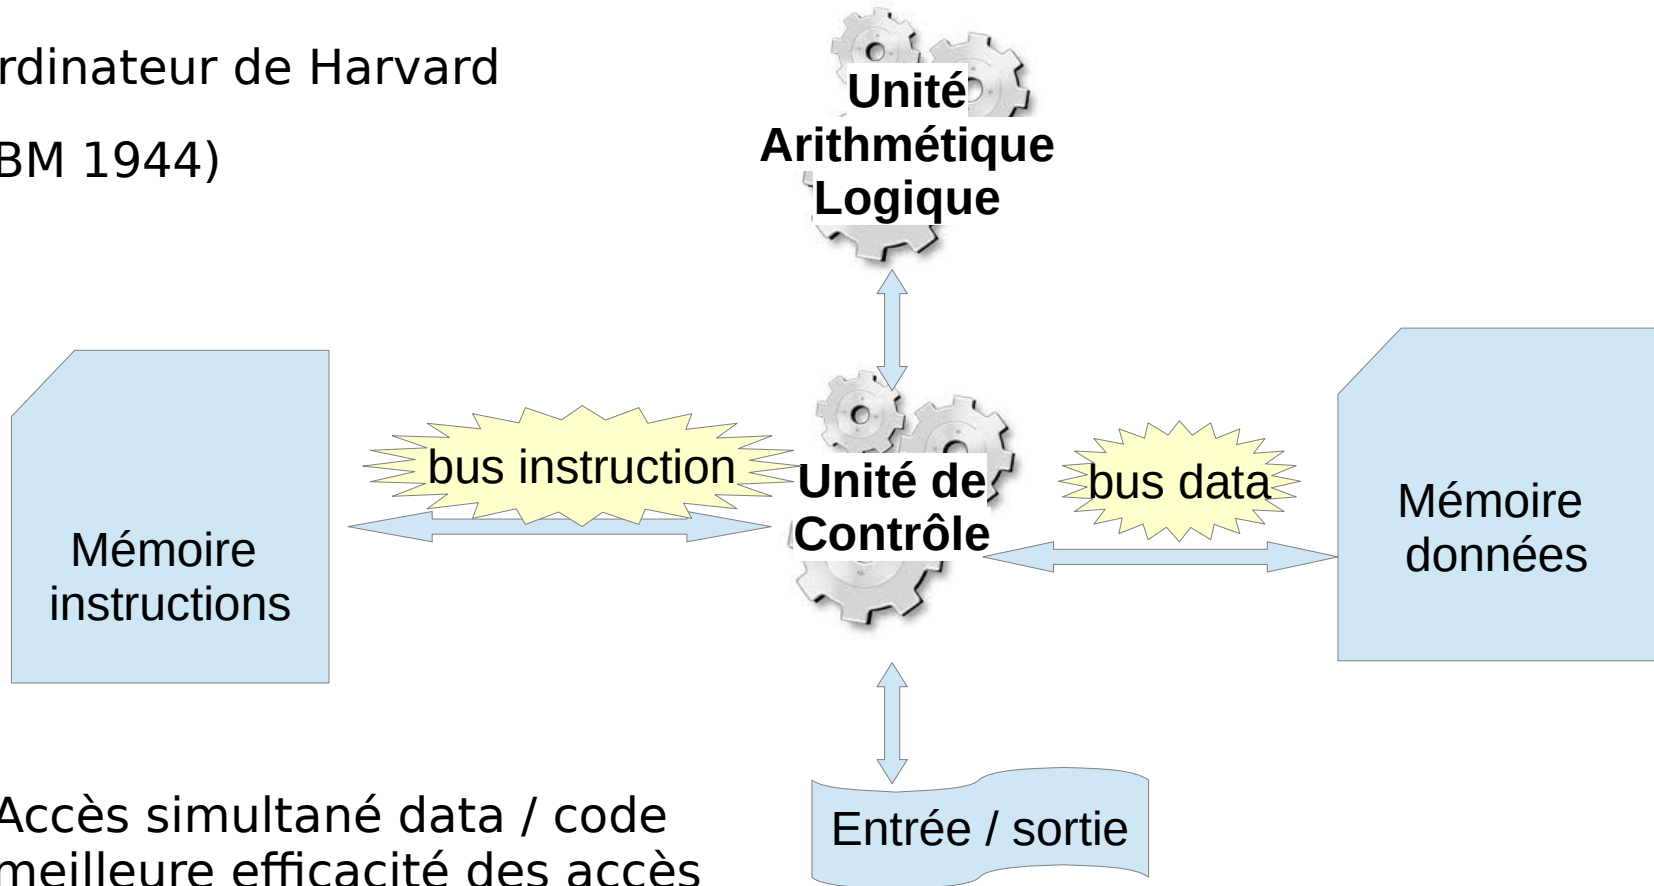 rdinateur de Harvard
BM 1944)
Unité
Arithmétique
Logique
bus instruction
Unité de
Contrôle
bus data
Mémoire
instructions
Mémoire
données
Accès simultané data / code
meilleure efficacité des accès
Entrée / sortie